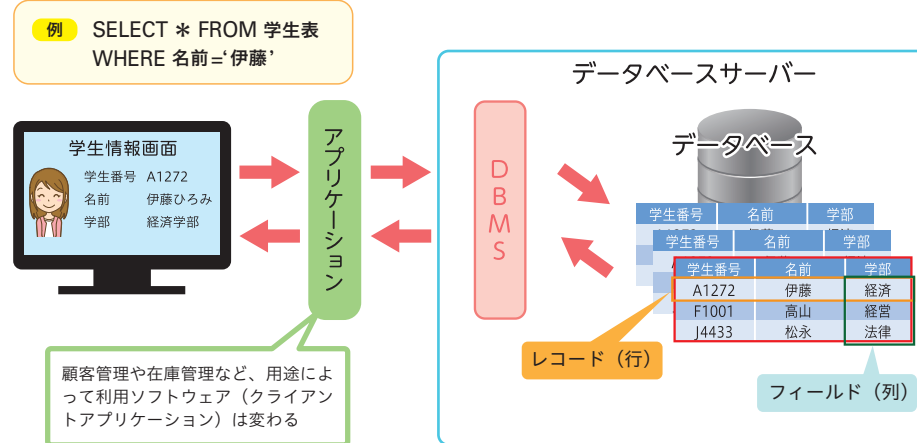 例 SELECT * FROM 学生表
WHERE 名前=‘伊藤’
データベースサーバー
アプリケーション
DBMS
データベース
学生情報画面
学生番号 A1272
名前 伊藤ひろみ
学部 経済学部
学生番号 名前 学部
学生番号 名前 学部
学生番号 名前 学部
A1272 伊藤 経済
F1001 高山 経営
J4433 松永 法律
レコード（行）
フィールド（列）
顧客管理や在庫管理など、用途によ
って利用ソフトウェア（クライアン
トアプリケーション）は変わる